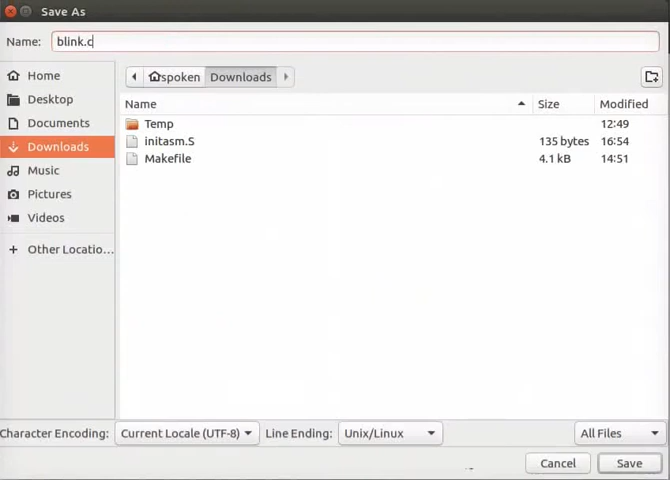 Save As
Name: blink.c
Home
Desktop
Documents
Downloads
Music
Pictures
Videos
Other Locatio...
spoken Downloads
Name Size Modified
Temp 12:49
initasm.S 135 bytes 16:54
Makefile 4.1 kB 14:51
Character Encoding: Current Locale (UTF-8) Line Ending: Unix/Linux All Files
Cancel Save